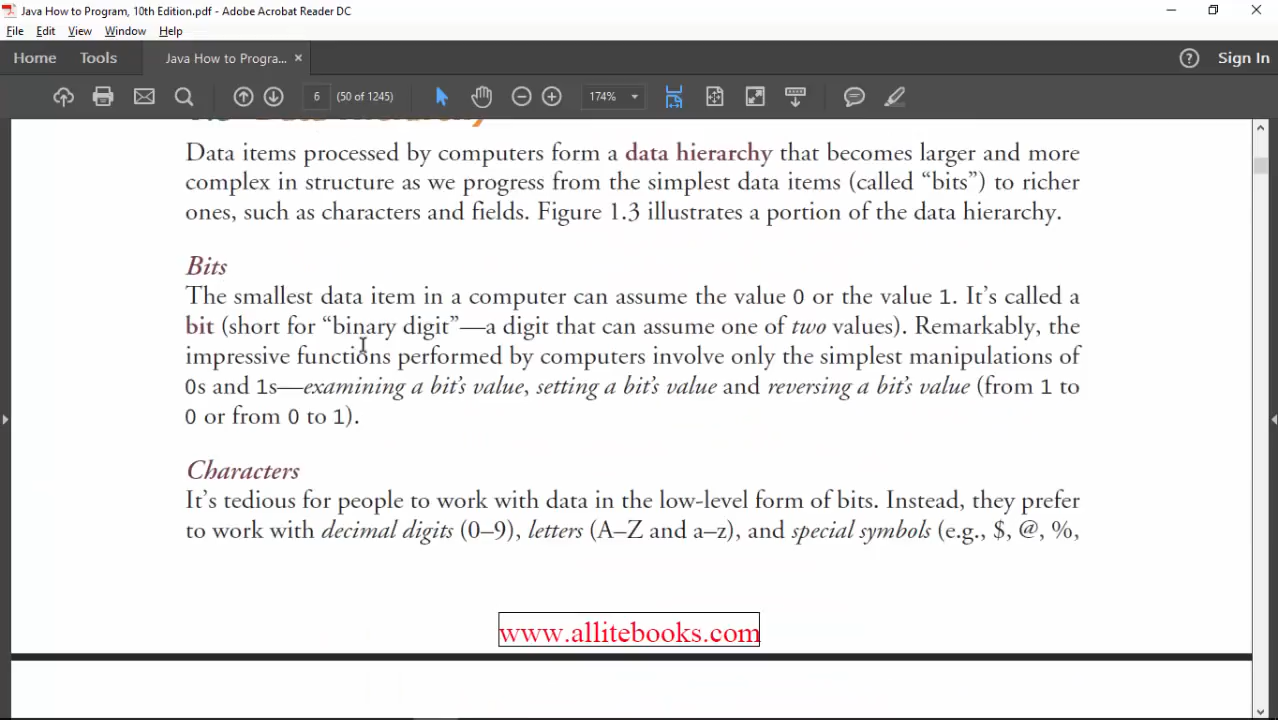 Java How to Program, 10th Edition.pdf - Adobe Acrobat Reader DC
File Edit View Window Help
Home Tools Java How to Progra... × Sign In
6 (50 of 1245) 174%
Data Hierarchy
Data items processed by computers form a data hierarchy that becomes larger and more
complex in structure as we progress from the simplest data items (called “bits”) to richer
ones, such as characters and fields. Figure 1.3 illustrates a portion of the data hierarchy.
Bits
The smallest data item in a computer can assume the value 0 or the value 1. It’s called a
bit (short for “binary digit”—a digit that can assume one of two values). Remarkably, the
impressive functions performed by computers involve only the simplest manipulations of
0s and 1s—examining a bit’s value, setting a bit’s value and reversing a bit’s value (from 1 to
0 or from 0 to 1).
Characters
It’s tedious for people to work with data in the low-level form of bits. Instead, they prefer
to work with decimal digits (0–9), letters (A–Z and a–z), and special symbols (e.g., $, @, %,
www.allitebooks.com